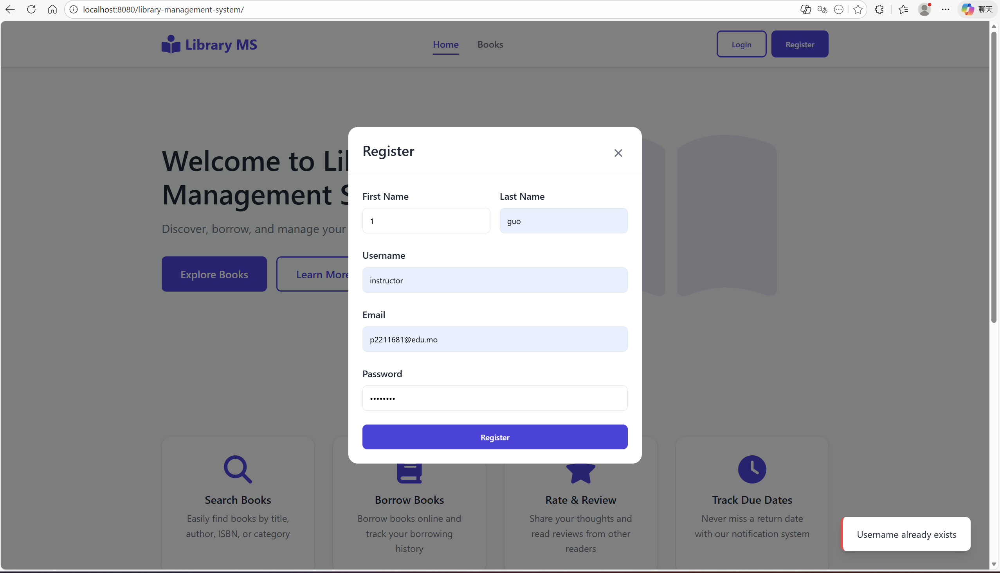 localhost:8080/library-management-system/
聊天
Library MS
Home
Books
Login
Register
Welcome to Li
Management S
Discover, borrow, and manage your
Explore Books
Learn More
Register
First Name
Last Name
1
guo
Username
instructor
Email
p2211681@edu.mo
Password
••••••••
Register
Search Books
Easily find books by title,
author, ISBN, or category
Borrow Books
Borrow books online and
track your borrowing
history
Rate & Review
Share your thoughts and
read reviews from other
readers
Track Due Dates
Never miss a return date
with our notification system
Username already exists